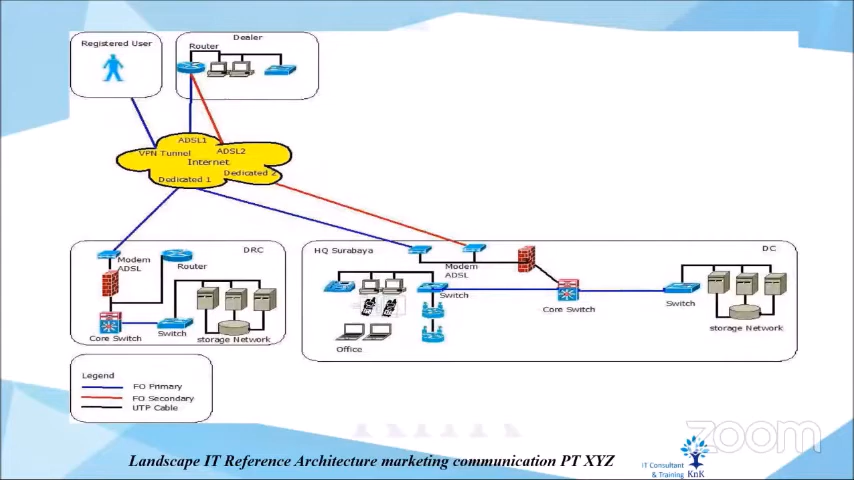 Registered User
Dealer
Router
ADSL1
ADSL2
VPN Tunnel
Internet
Dedicated 2
Dedicated 1
DRC
Modem
ADSL
Router
Core Switch
Switch
storage Network
HQ Surabaya
DC
Modem
ADSL
Switch
Core Switch
Switch
storage Network
Office
Legend
FO Primary
FO Secondary
UTP Cable
zoom
Landscape IT Reference Architecture marketing communication PT XYZ
IT Consultant
& Training
KnK